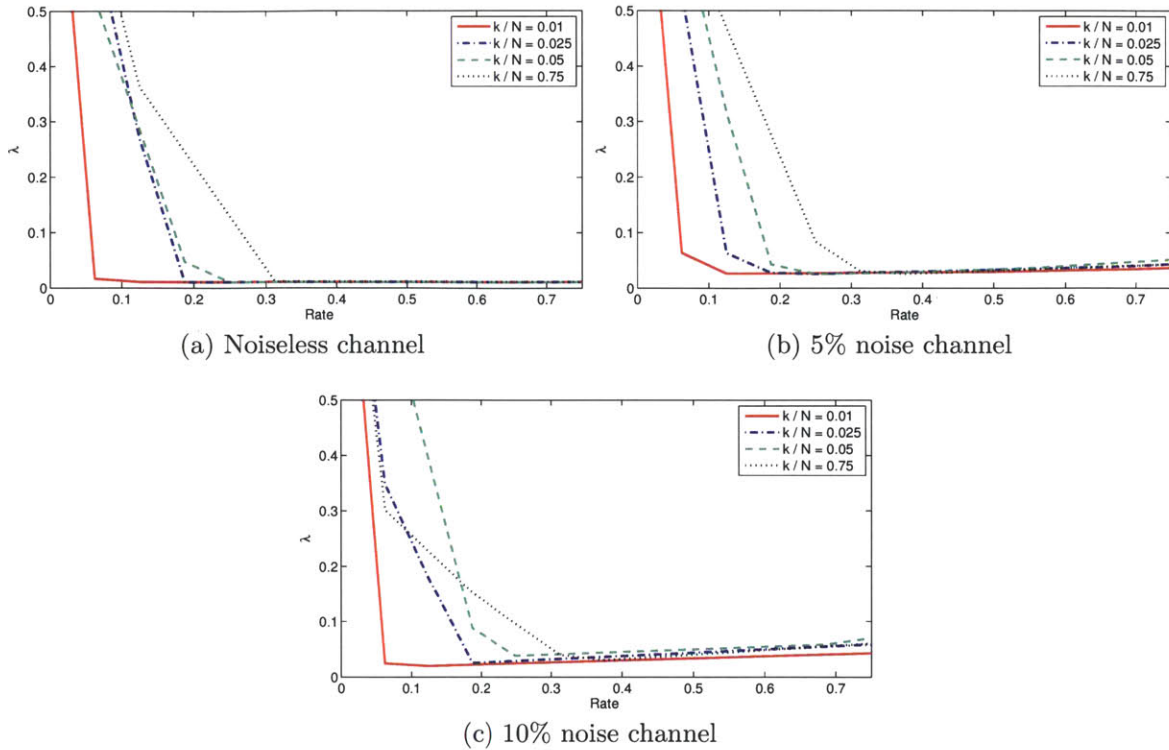 0.5
0.4
0.3
0.2
0.1
0
λ
0 0.1 0.2 0.3 0.4 0.5 0.6 0.7
Rate
k / N = 0.01
k / N = 0.025
k / N = 0.05
k / N = 0.75
(a) Noiseless channel
0.5
0.4
0.3
0.2
0.1
0
λ
0 0.1 0.2 0.3 0.4 0.5 0.6 0.7
Rate
k / N = 0.01
k / N = 0.025
k / N = 0.05
k / N = 0.75
(b) 5% noise channel
0.5
0.4
0.3
0.2
0.1
0
λ
0 0.1 0.2 0.3 0.4 0.5 0.6 0.7
Rate
k / N = 0.01
k / N = 0.025
k / N = 0.05
k / N = 0.75
(c) 10% noise channel